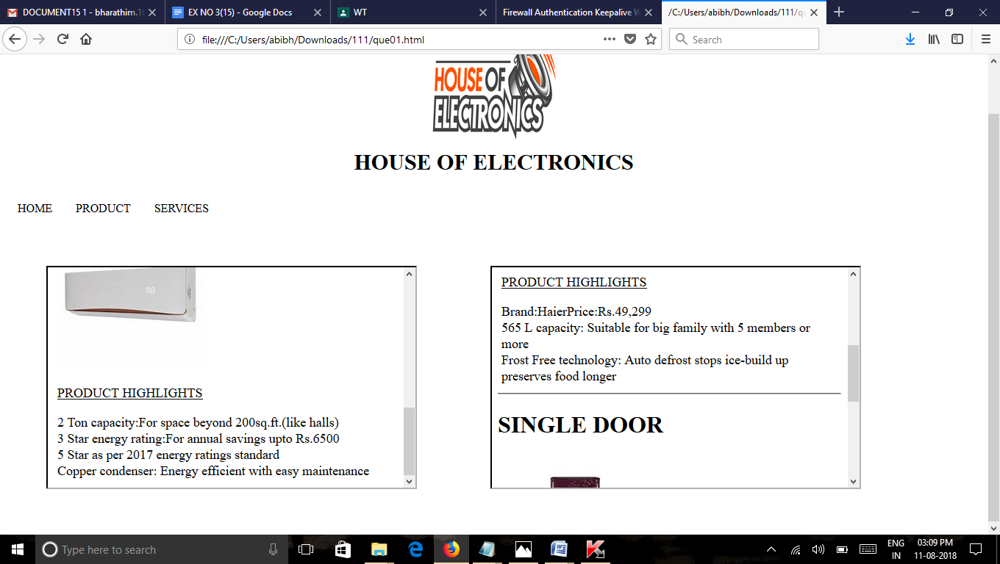 DOCUMENT15 1 - bharathim.1
EX NO 3(15) - Google Docs
WT
Firewall Authentication Keepalive W
/C:/Users/abibh/Downloads/111/qu
file:///C:/Users/abibh/Downloads/111/que01.html
Search
HOUSE OF
ELECTRONICS
HOUSE OF ELECTRONICS
HOME PRODUCT SERVICES
88
PRODUCT HIGHLIGHTS
2 Ton capacity:For space beyond 200sq.ft.(like halls)
3 Star energy rating:For annual savings upto Rs.6500
5 Star as per 2017 energy ratings standard
Copper condenser: Energy efficient with easy maintenance
PRODUCT HIGHLIGHTS
Brand:HaierPrice:Rs.49,299
565 L capacity: Suitable for big family with 5 members or
more
Frost Free technology: Auto defrost stops ice-build up
preserves food longer
SINGLE DOOR
Type here to search
ENG
IN
03:09 PM
11-08-2018